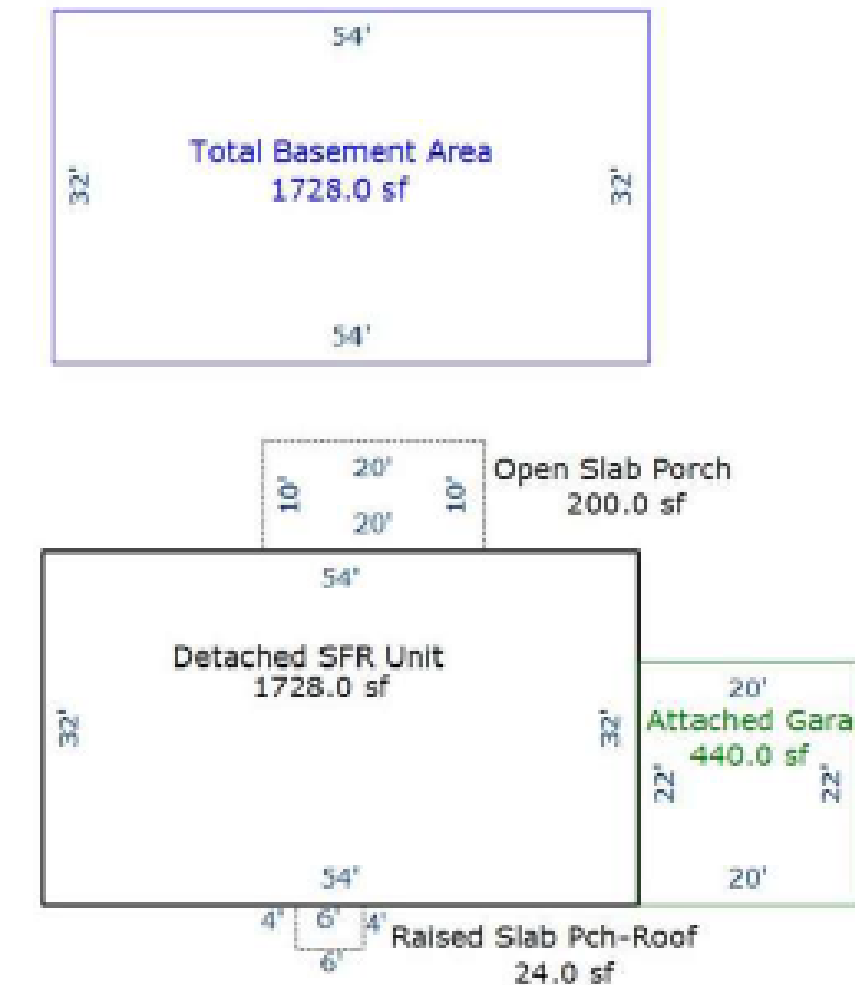 54'
Total Basement Area
32'
1728.0 sf
32'
54'
20'
Open Slab Porch
10'
10'
200.0 sf
20'
54'
Detached SFR Unit
1728.0 sf
20'
32'
32'
Attached Gara
440.0 sf
22'
22'
54'
20'
4'
6'
4'
Raised Slab Pch-Roof
6'
24.0 sf